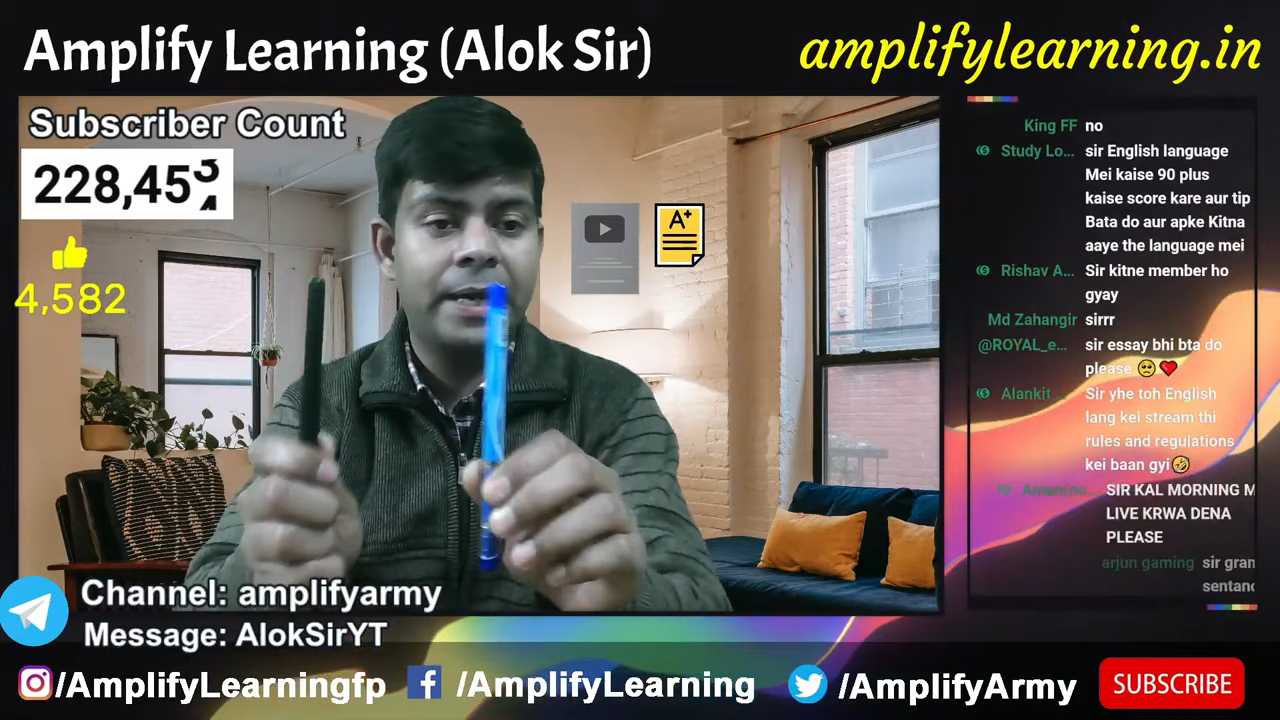 Amplify Learning (Alok Sir)
amplifylearning.in
Subscriber Count
228,45
4,582
A+
King FF no
Study Lo... sir English language
Mei kaise 90 plus
kaise score kare aur tip
Bata do aur apke Kitna
aaye the language mei
Rishav A... Sir kitne member ho
gyay
Md Zahangir sirrr
@ROYAL_e... sir essay bhi bta do
please 🥺❤️
Alankit .. Sir yhe toh English
lang kei stream thi
rules and regulations
kei baan gyi🤣
Aman(no... SIR KAL MORNING M
LIVE KRWA DENA
PLEASE
arjun gaming sir gran
sentanc
Channel: amplifyarmy
Message: AlokSirYT
/AmplifyLearningfp
/AmplifyLearning
/AmplifyArmy
SUBSCRIBE